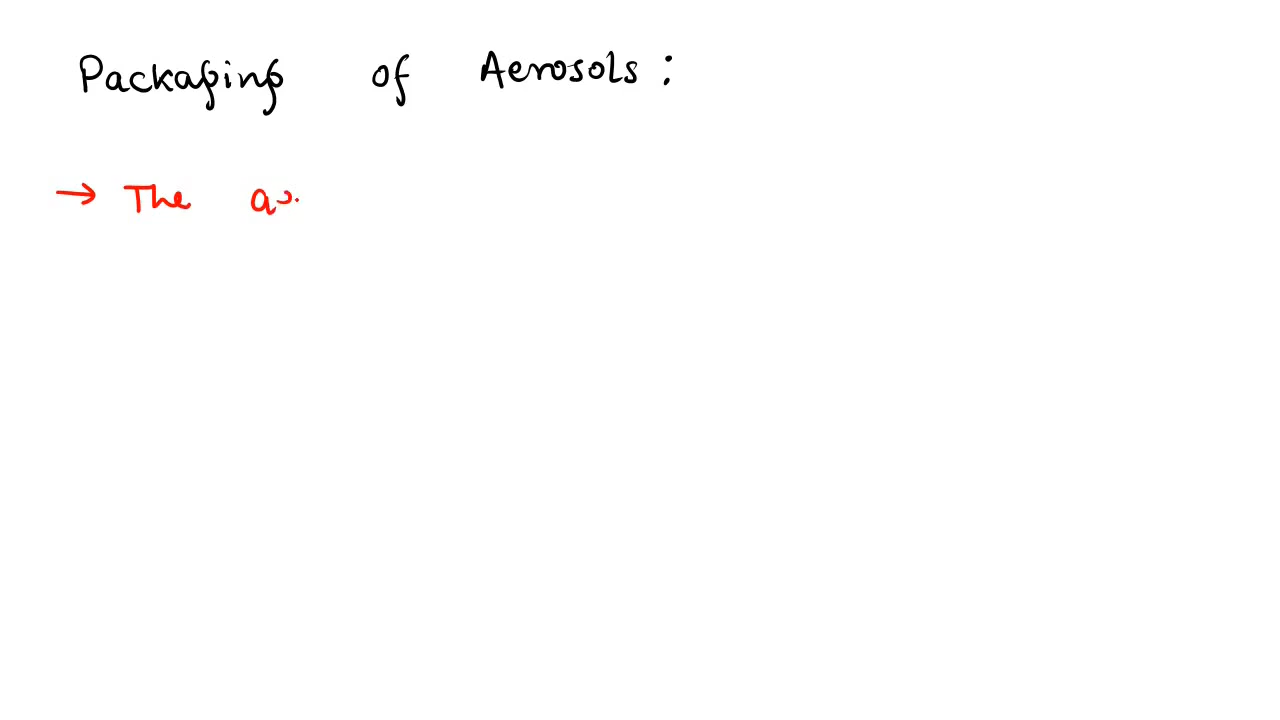 Packaging of Aerosols :
→ The